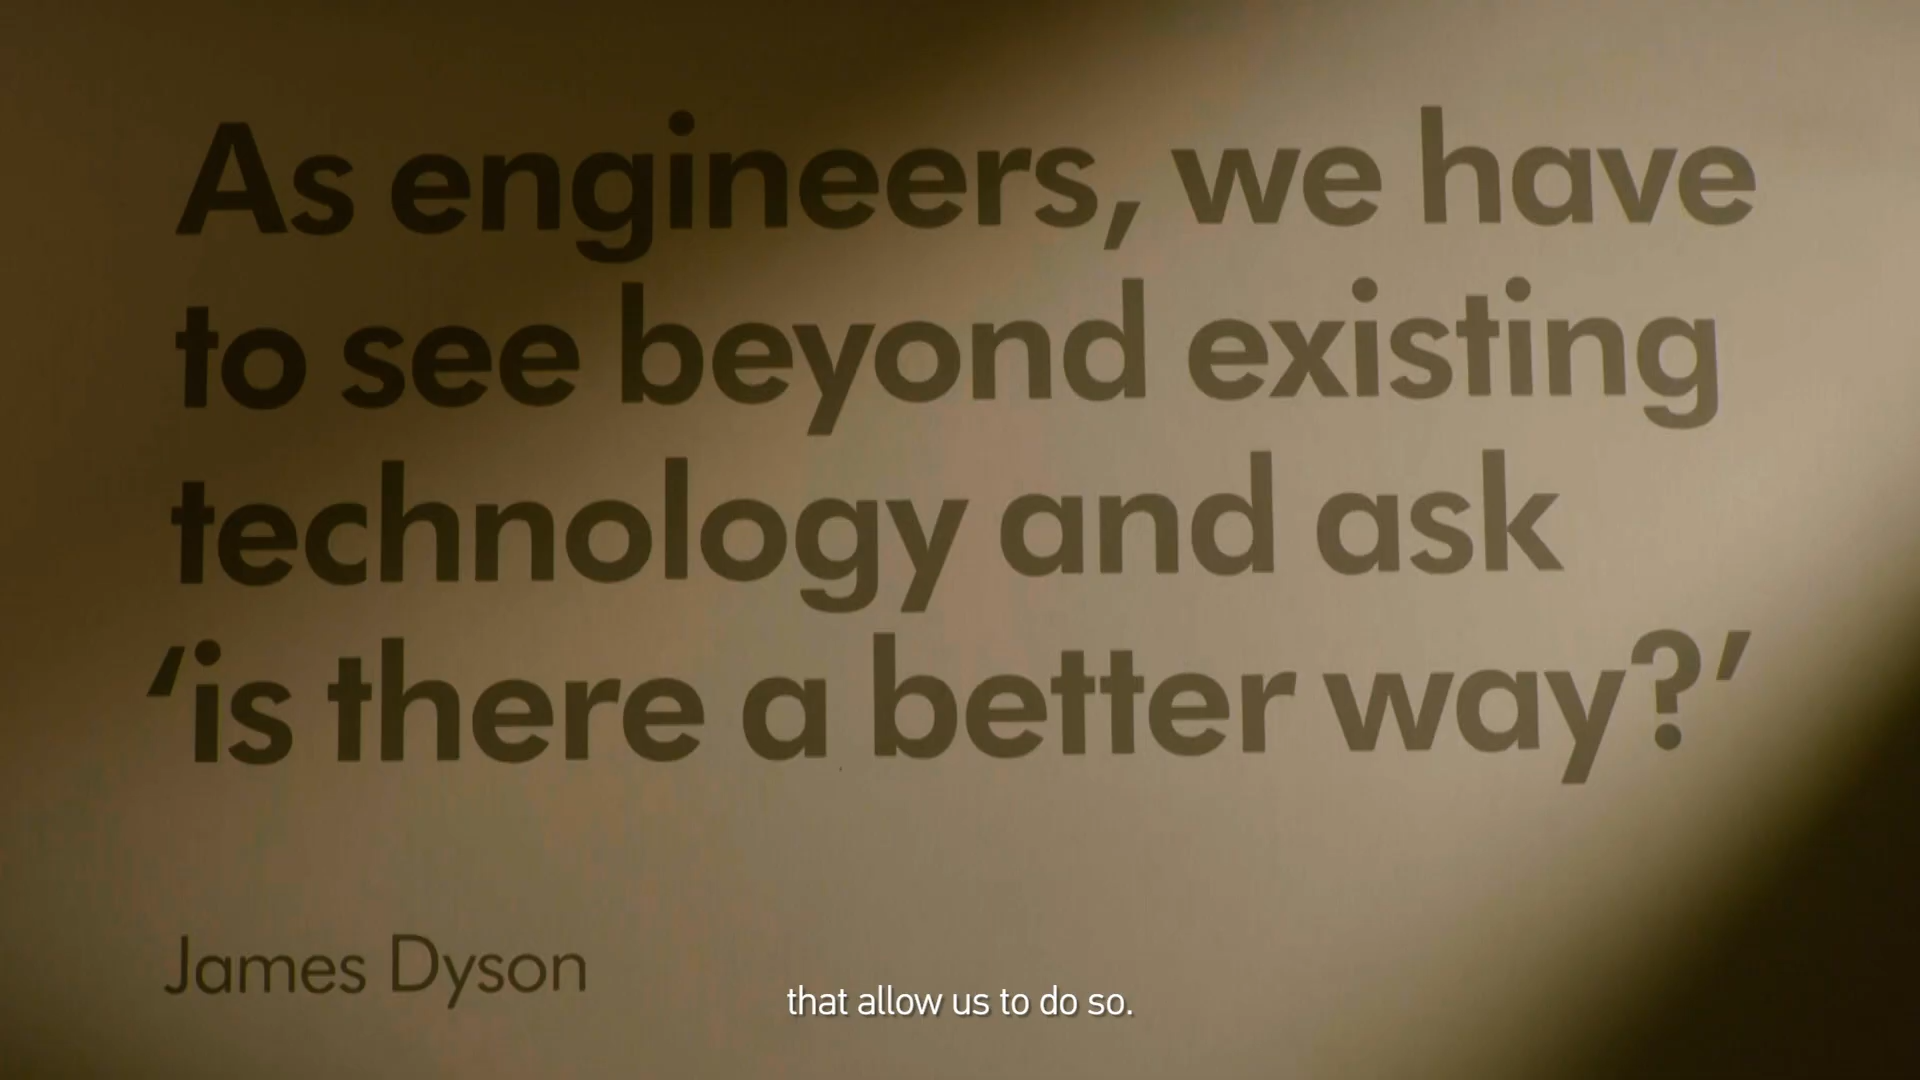 As engineers, we have
to see beyond existing
technology and ask
‘is there a better way?’
James Dyson
that allow us to do so.